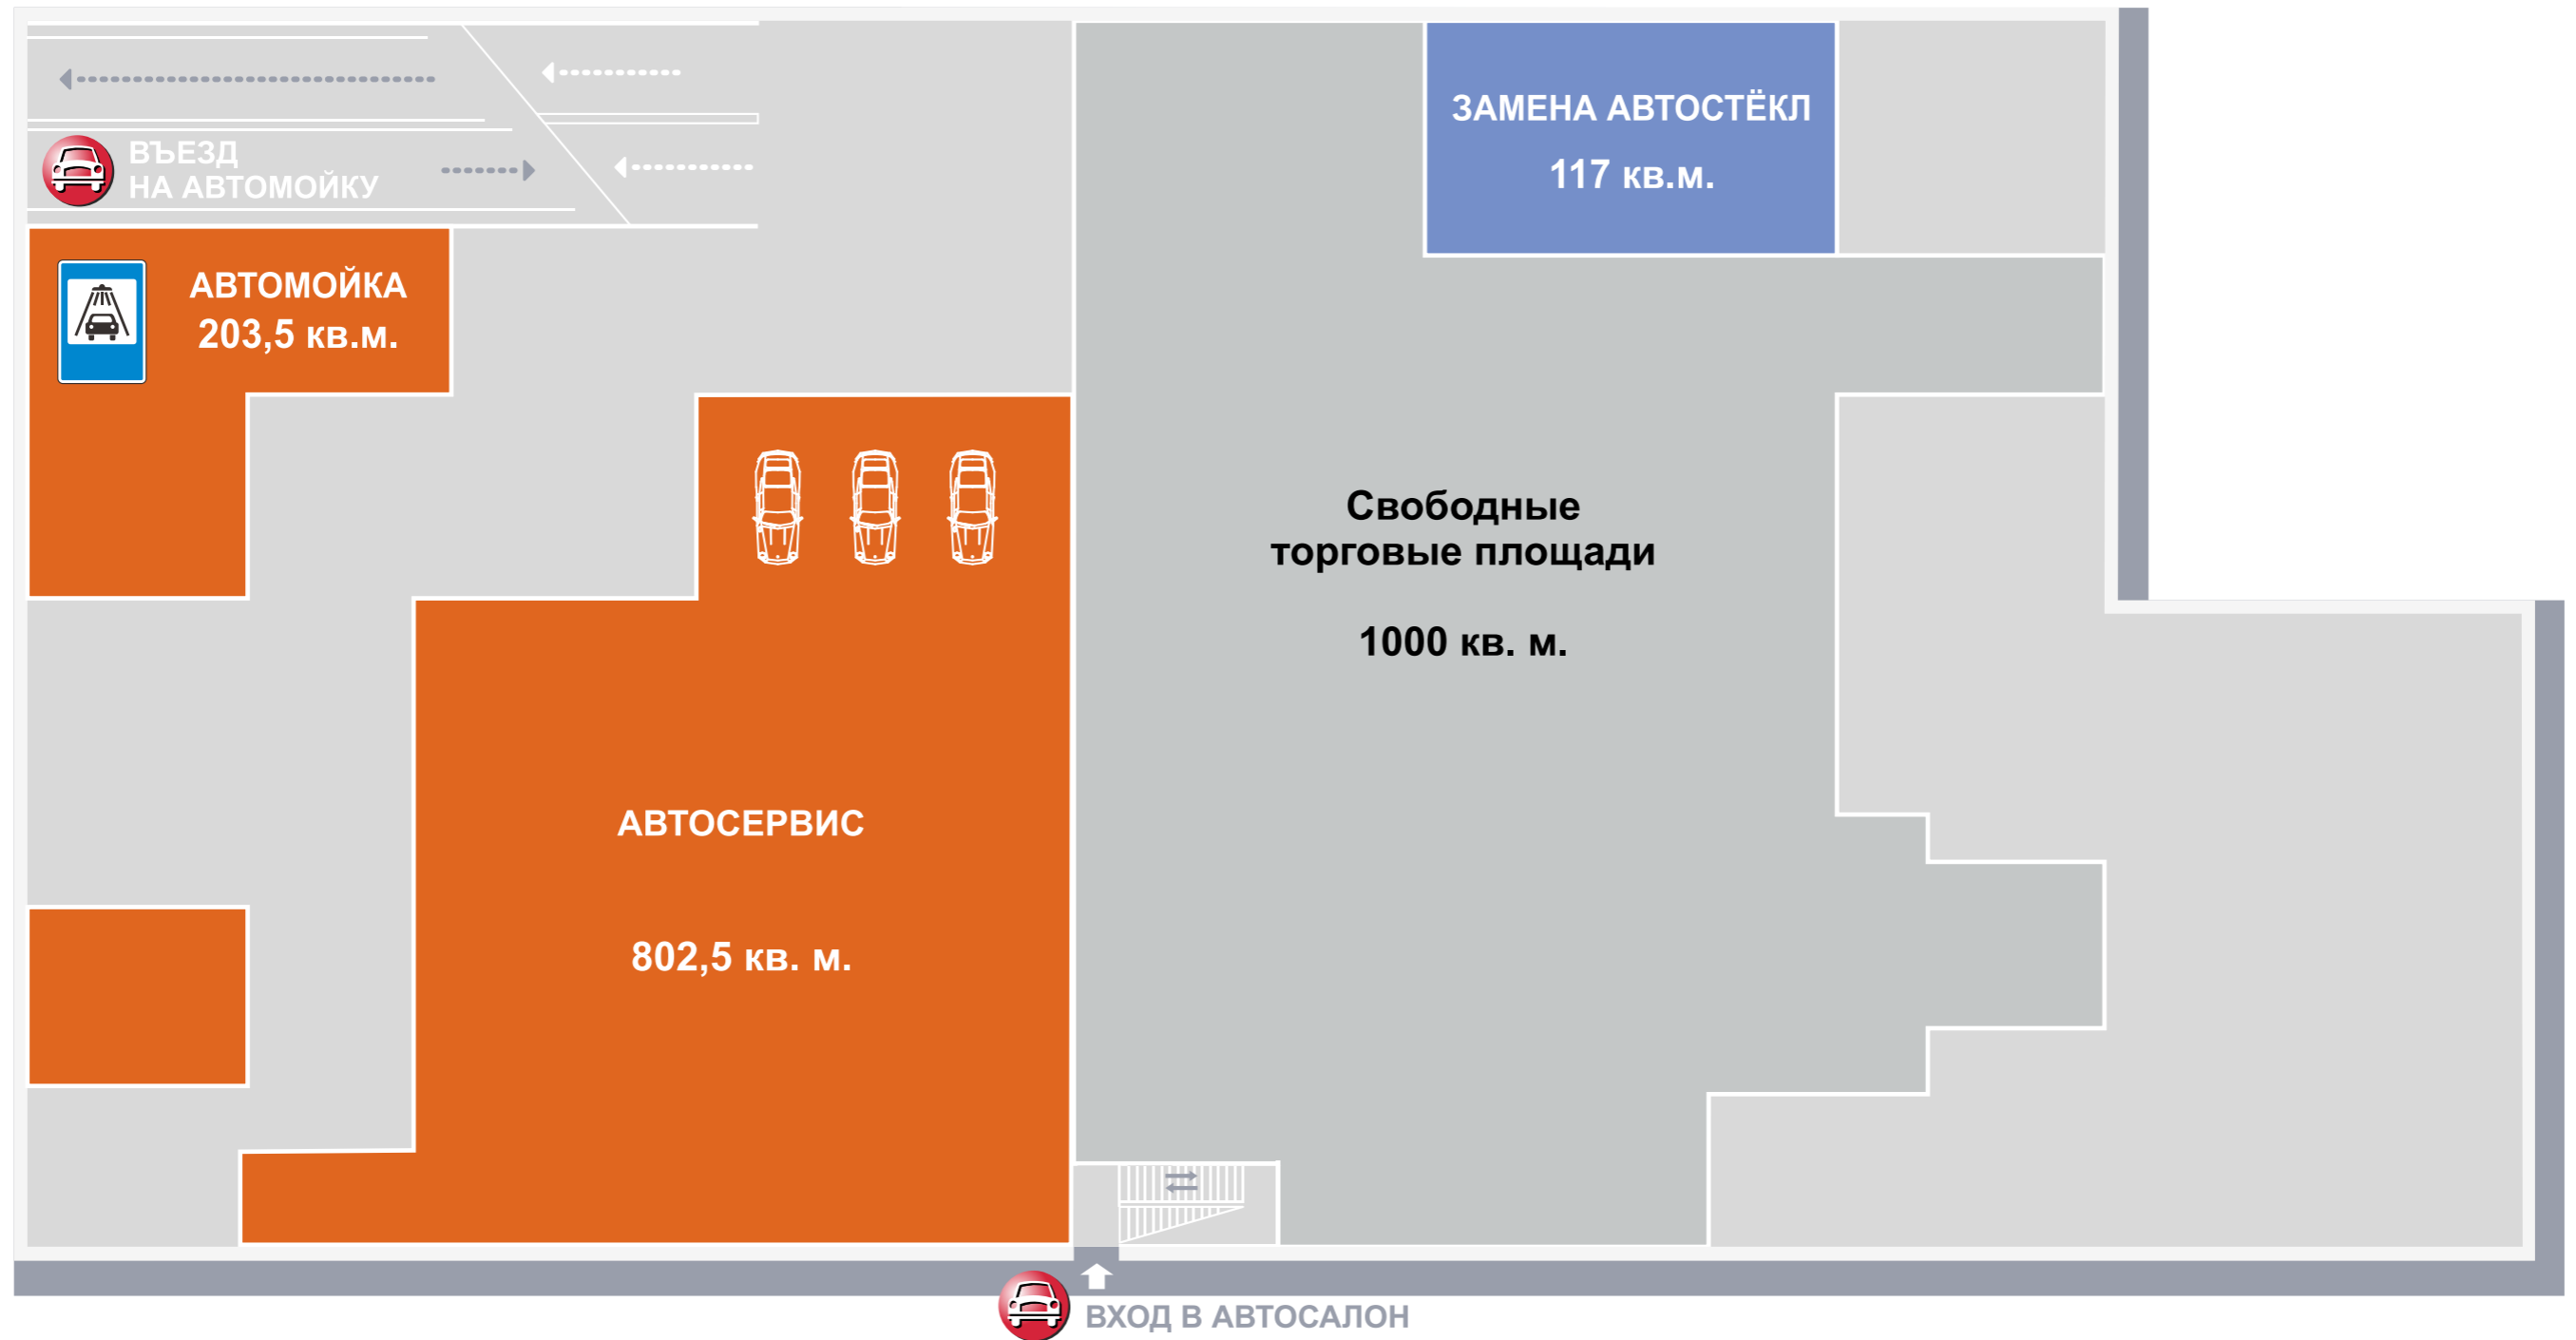 ЗАМЕНА АВТОСТЁКЛ
117 кв.м.
ВЪЕЗД
НА АВТОМОЙКУ
АВТОМОЙКА
203,5 кв.м.
Свободные
торговые площади
1000 кв. м.
АВТОСЕРВИС
802,5 кв. м.
ВХОД В АВТОСАЛОН